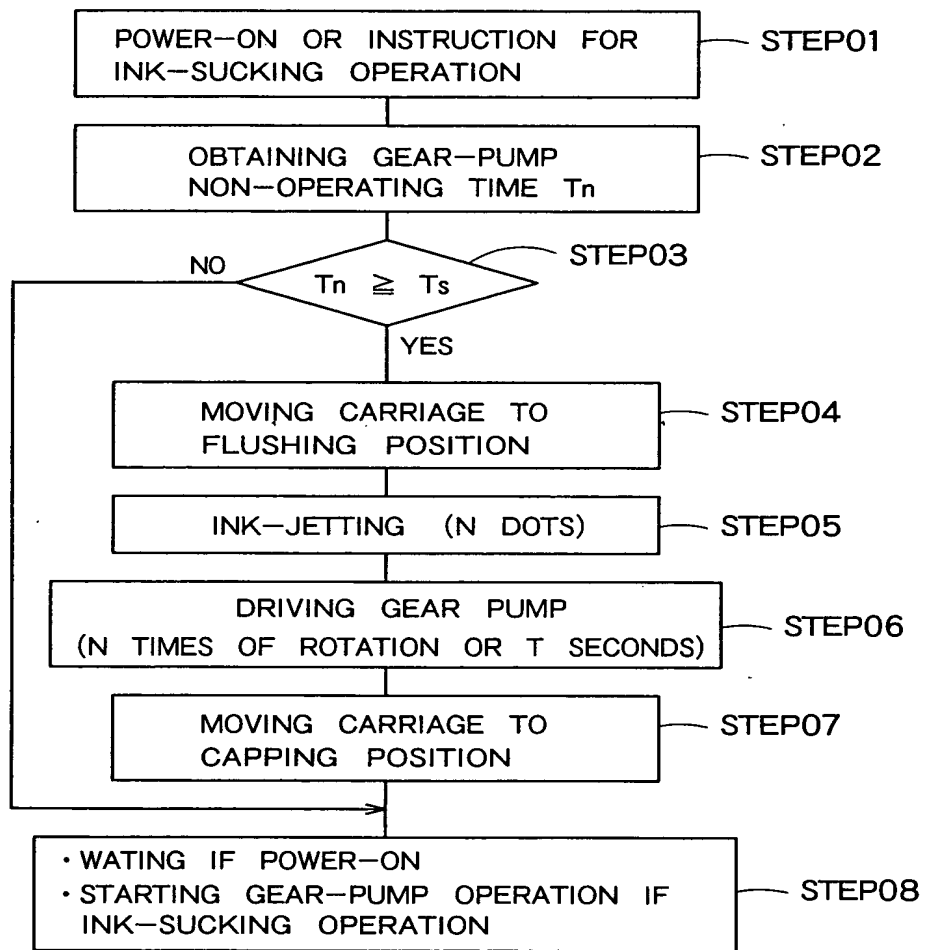 POWER-ON OR INSTRUCTION FOR
INK-SUCKING OPERATION
STEP01
OBTAINING GEAR-PUMP
NON-OPERATING TIME Tn
STEP02
Tn ≧ Ts
STEP03
NO
YES
MOVING CARRIAGE TO
FLUSHING POSITION
STEP04
INK-JETTING (N DOTS)
STEP05
DRIVING GEAR PUMP
(N TIMES OF ROTATION OR T SECONDS)
STEP06
MOVING CARRIAGE TO
CAPPING POSITION
STEP07
・WATING IF POWER-ON
・STARTING GEAR-PUMP OPERATION IF
INK-SUCKING OPERATION
STEP08